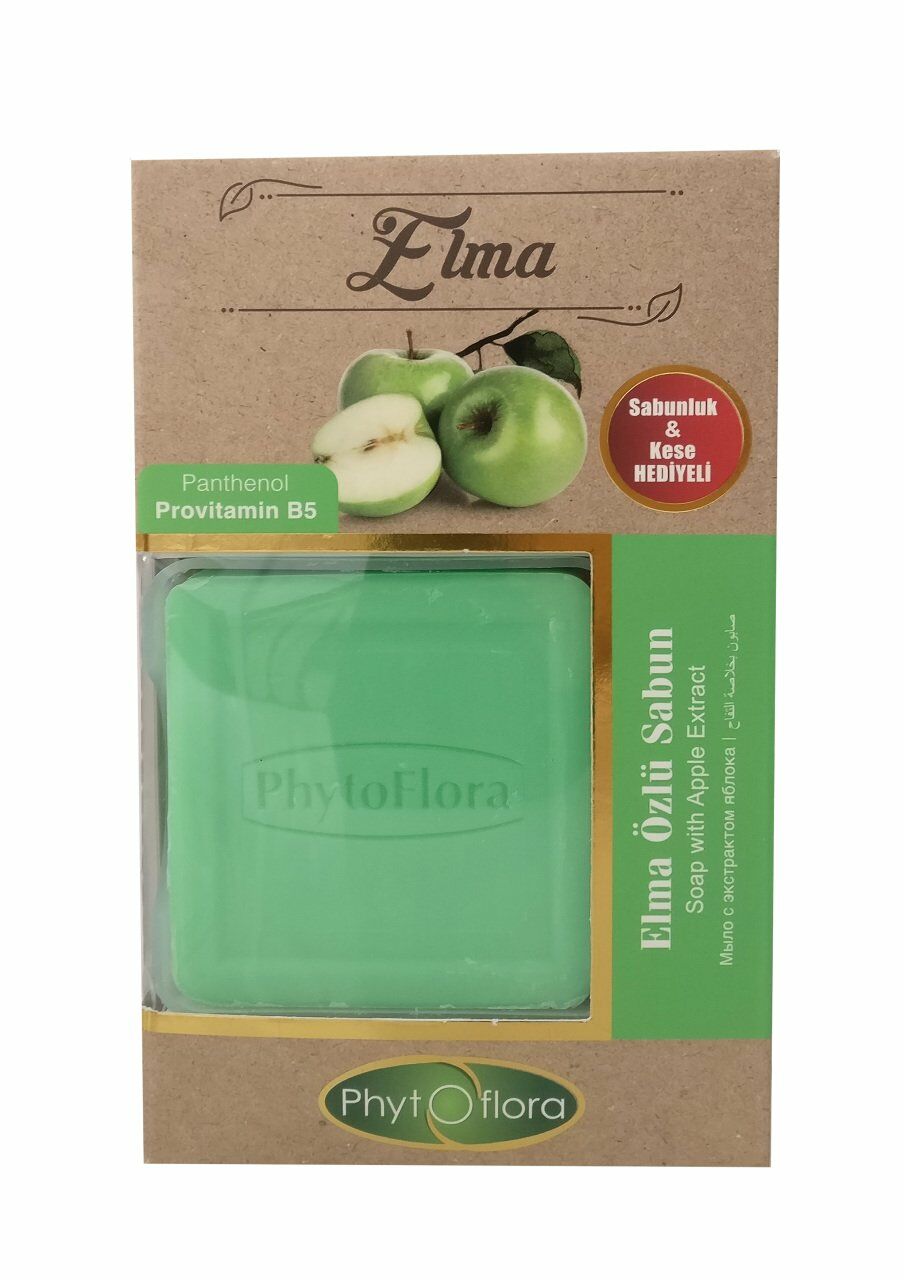 Elma
Sabunluk
&
Kese
HEDİYELİ
Panthenol
Provitamin B5
PhytoFlora
Elma Özlü Sabun
Soap with Apple Extract
Мыло с экстрактом яблока | صابون بخلاصة التفاح
Phytoflora